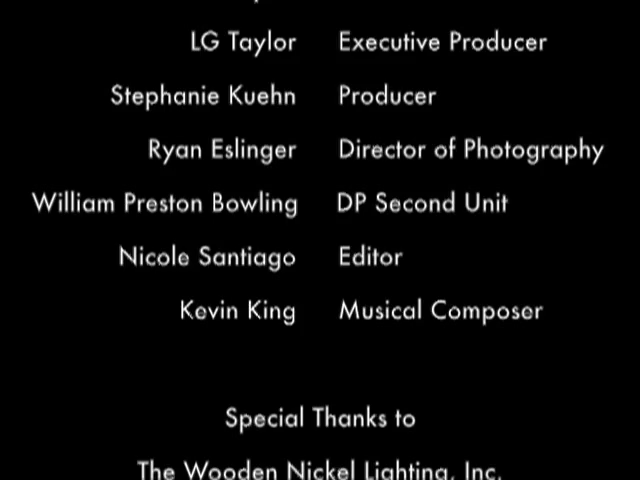 LG Taylor Executive Producer
Stephanie Kuehn Producer
Ryan Eslinger Director of Photography
William Preston Bowling DP Second Unit
Nicole Santiago Editor
Kevin King Musical Composer
Special Thanks to
The Wooden Nickel Lighting, Inc.